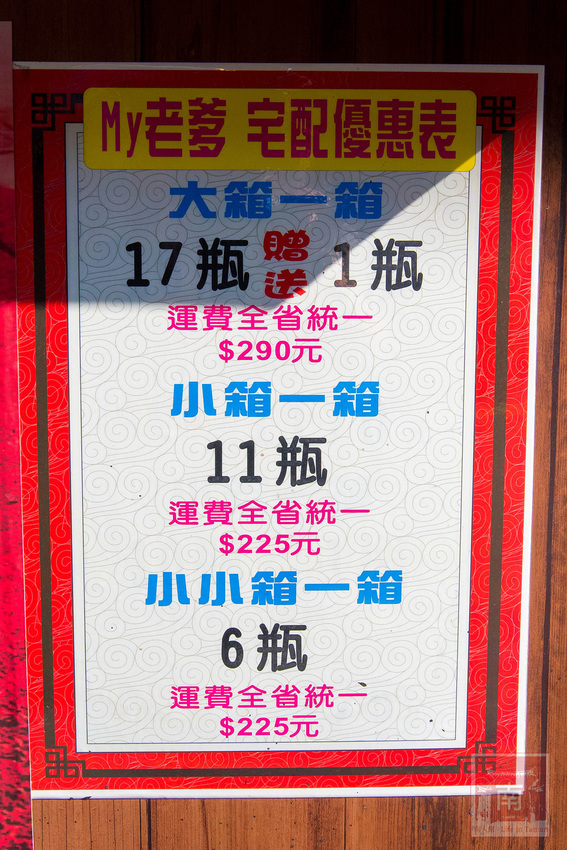 My老爹 宅配優惠表
大箱一箱
17瓶 贈送 1瓶
運費全省統一
$290元
小箱一箱
11瓶
運費全省統一
$225元
小小箱一箱
6瓶
運費全省統一
$225元
南